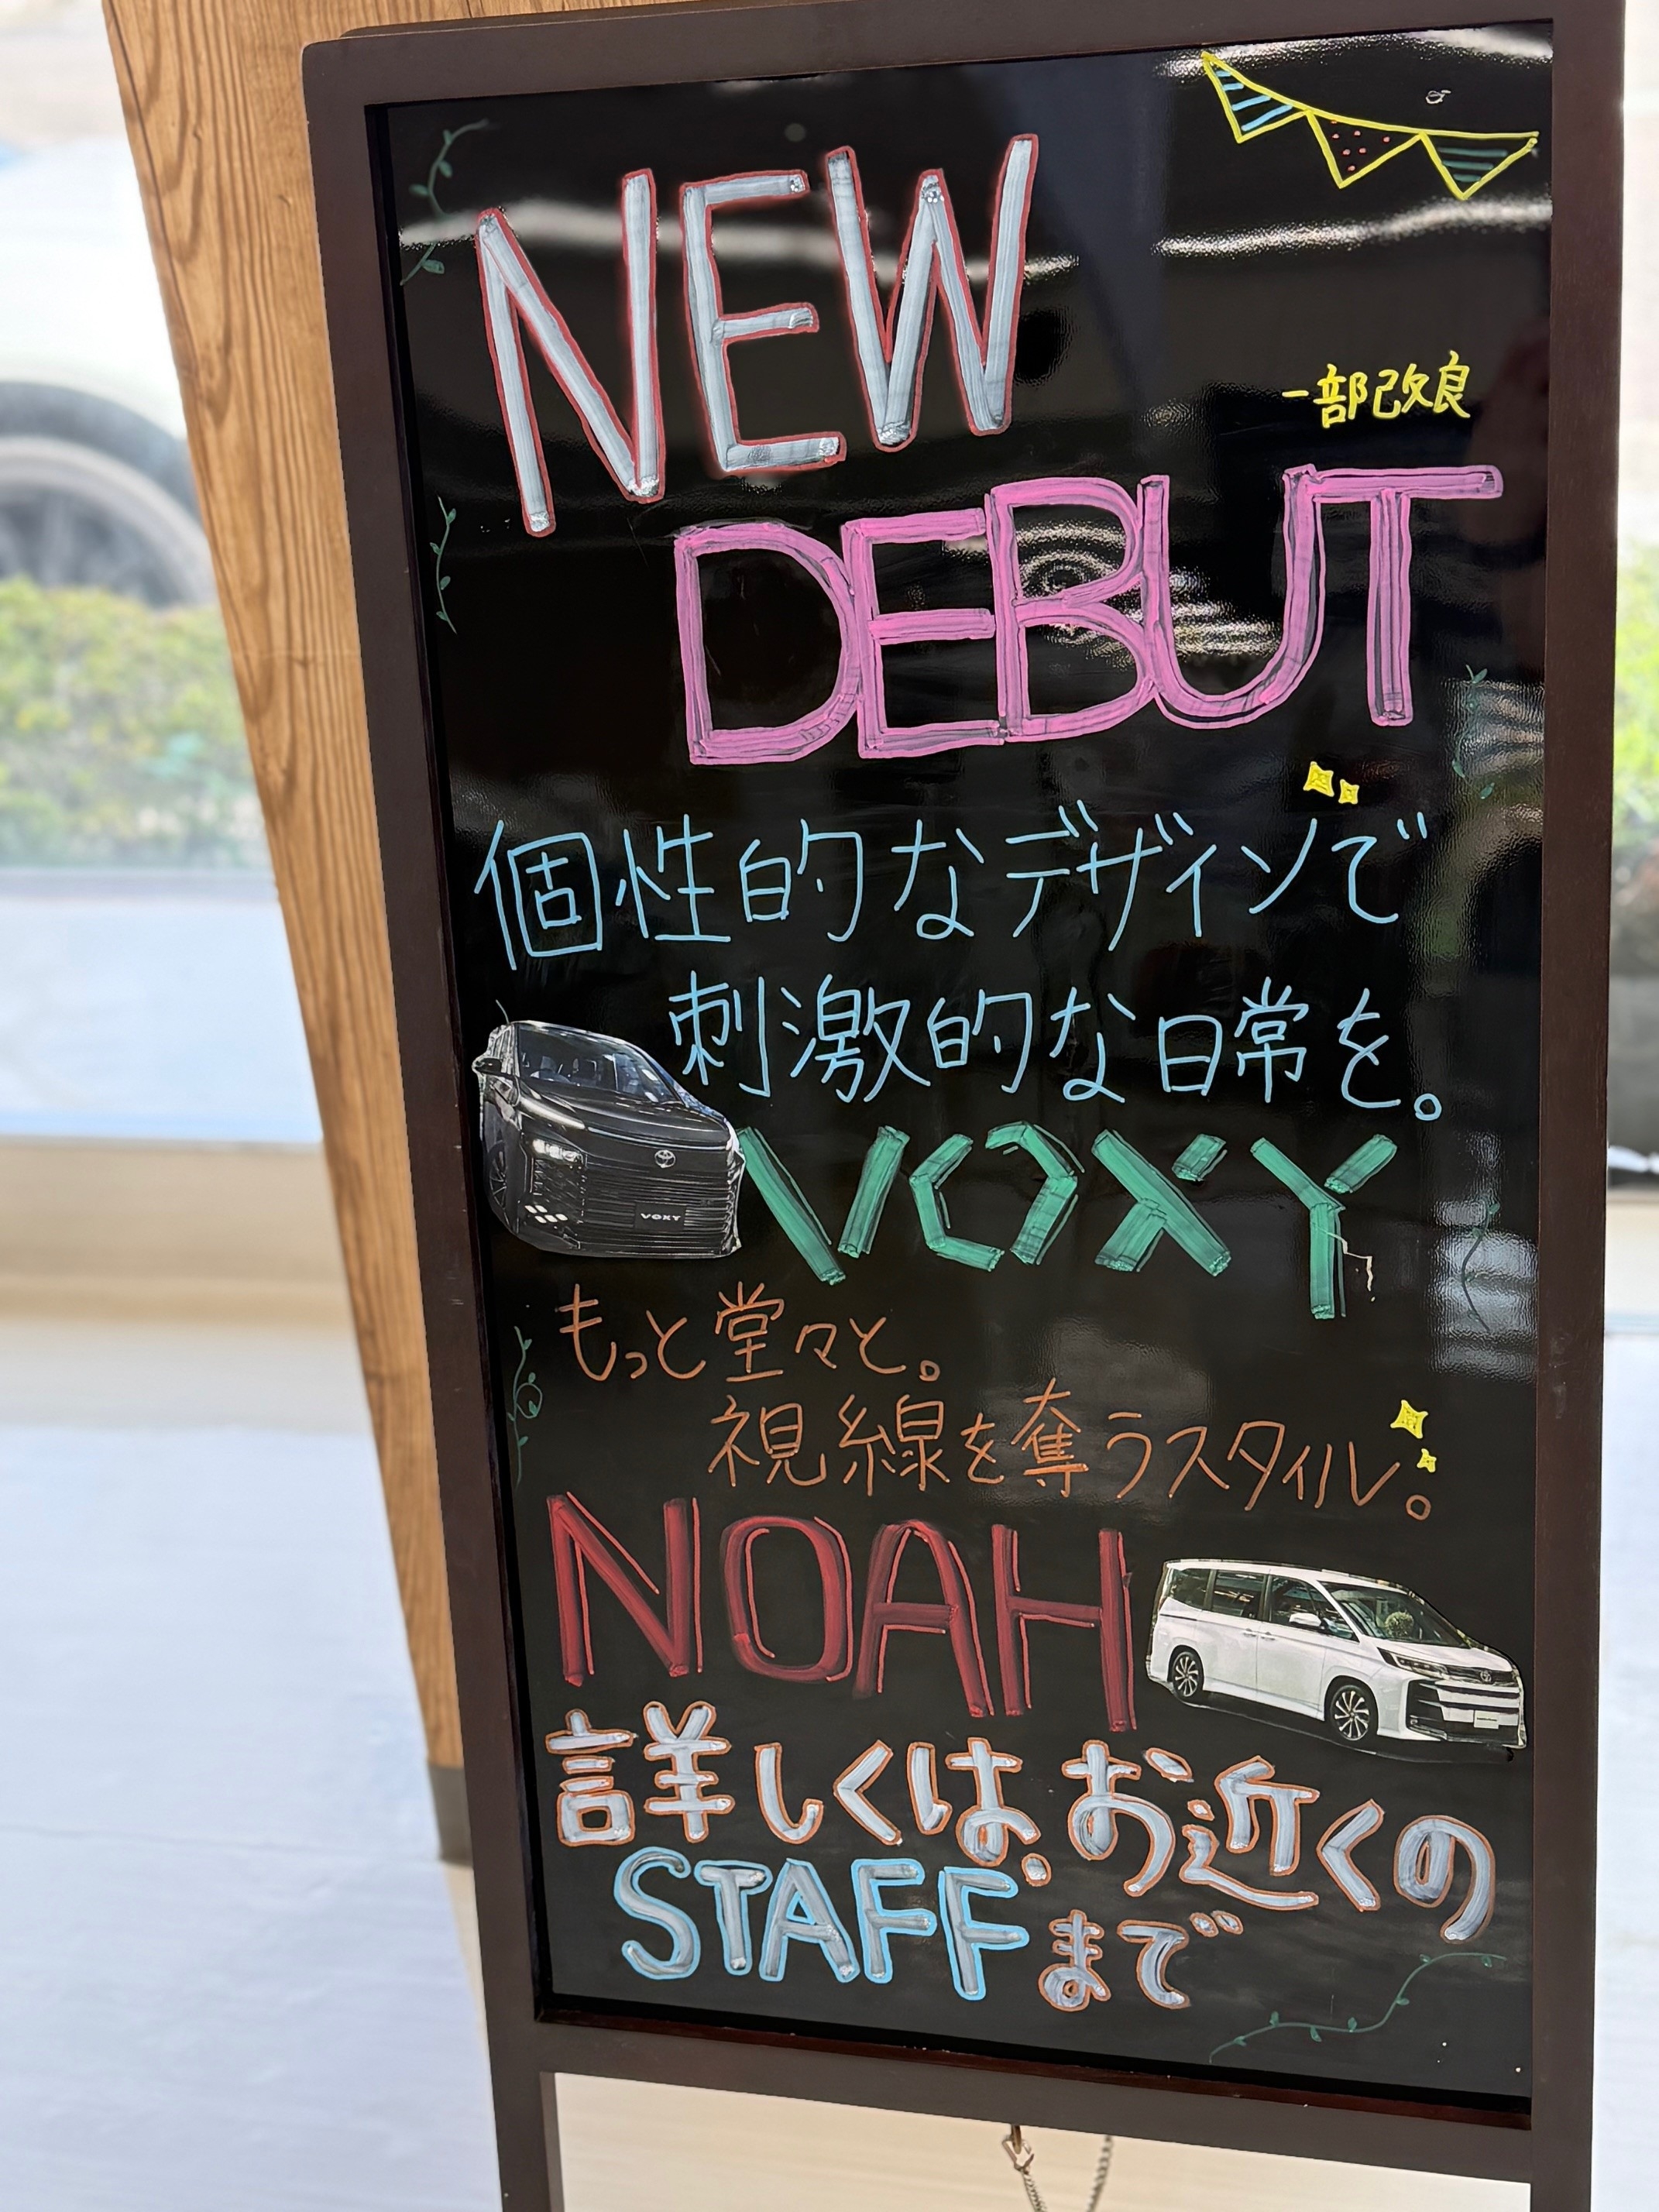 NEW
一部改良
DEBUT
個性的なデザインで
刺激的な日常を。
VOXY
VOXY
もっと堂々と。
視線を奪うスタイル。
NOAH
詳しくは、お近くの
STAFFまで